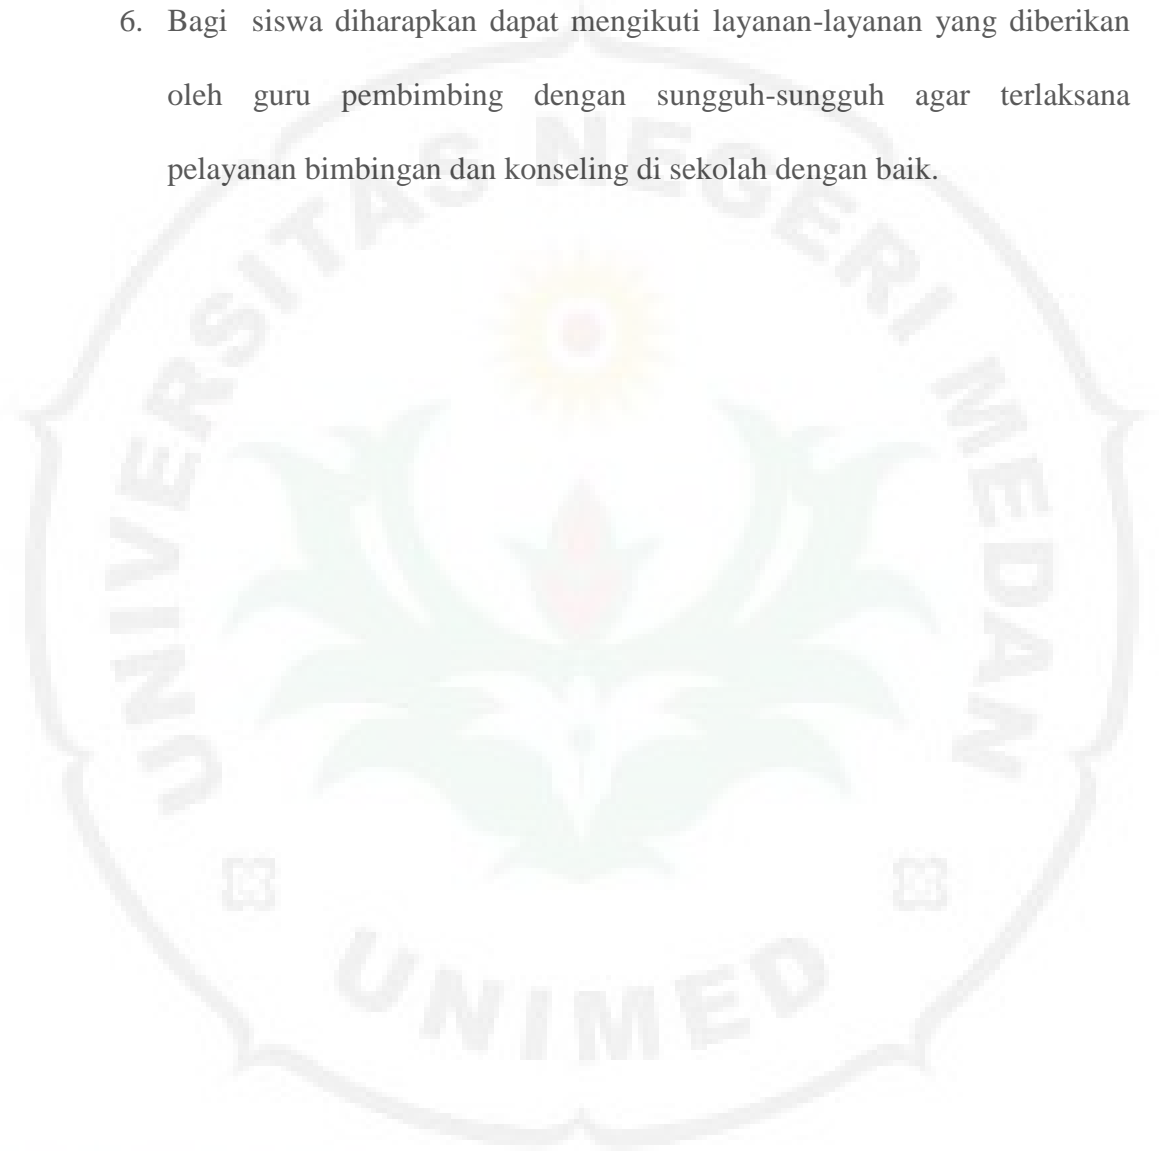 6. Bagi siswa diharapkan dapat mengikuti layanan-layanan yang diberikan
oleh guru pembimbing dengan sungguh-sungguh agar terlaksana
pelayanan bimbingan dan konseling di sekolah dengan baik.
UNIVERSITAS NEGERI MEDAN
UNIMED